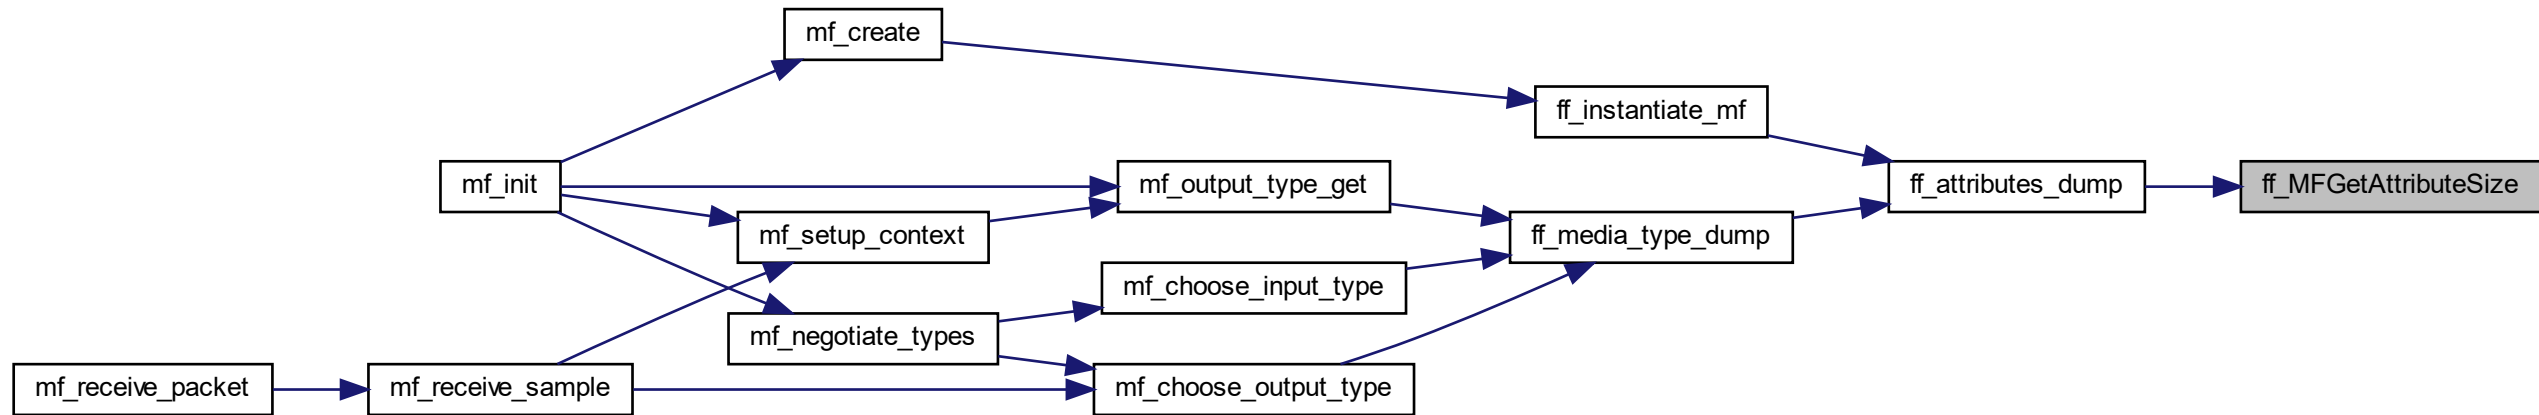 mf_create
ff_instantiate_mf
mf_init
mf_output_type_get
ff_attributes_dump
ff_MFGetAttributeSize
mf_setup_context
ff_media_type_dump
mf_choose_input_type
mf_negotiate_types
mf_receive_packet
mf_receive_sample
mf_choose_output_type